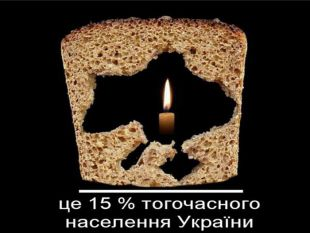 це 15 % тогочасного
населення України